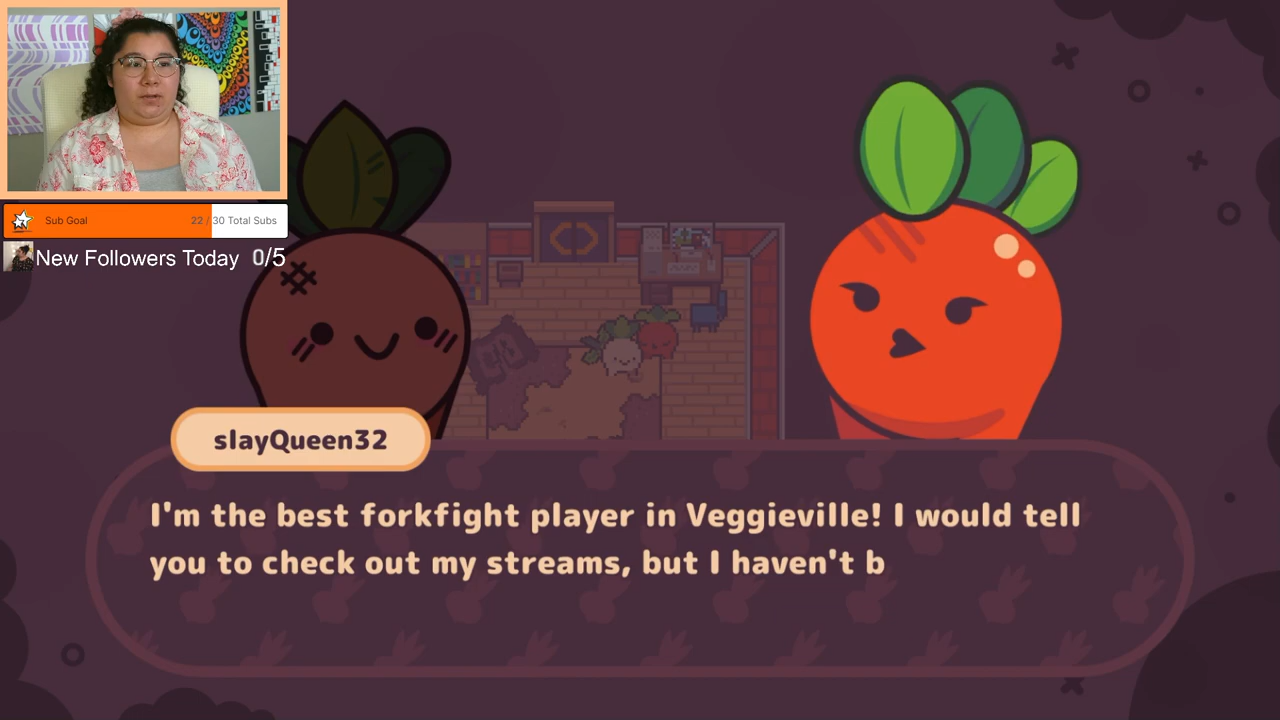 Sub Goal
22 / 30 Total Subs
New Followers Today 0/5
slayQueen32
I'm the best forkfight player in Veggieville! I would tell
you to check out my streams, but I haven't b